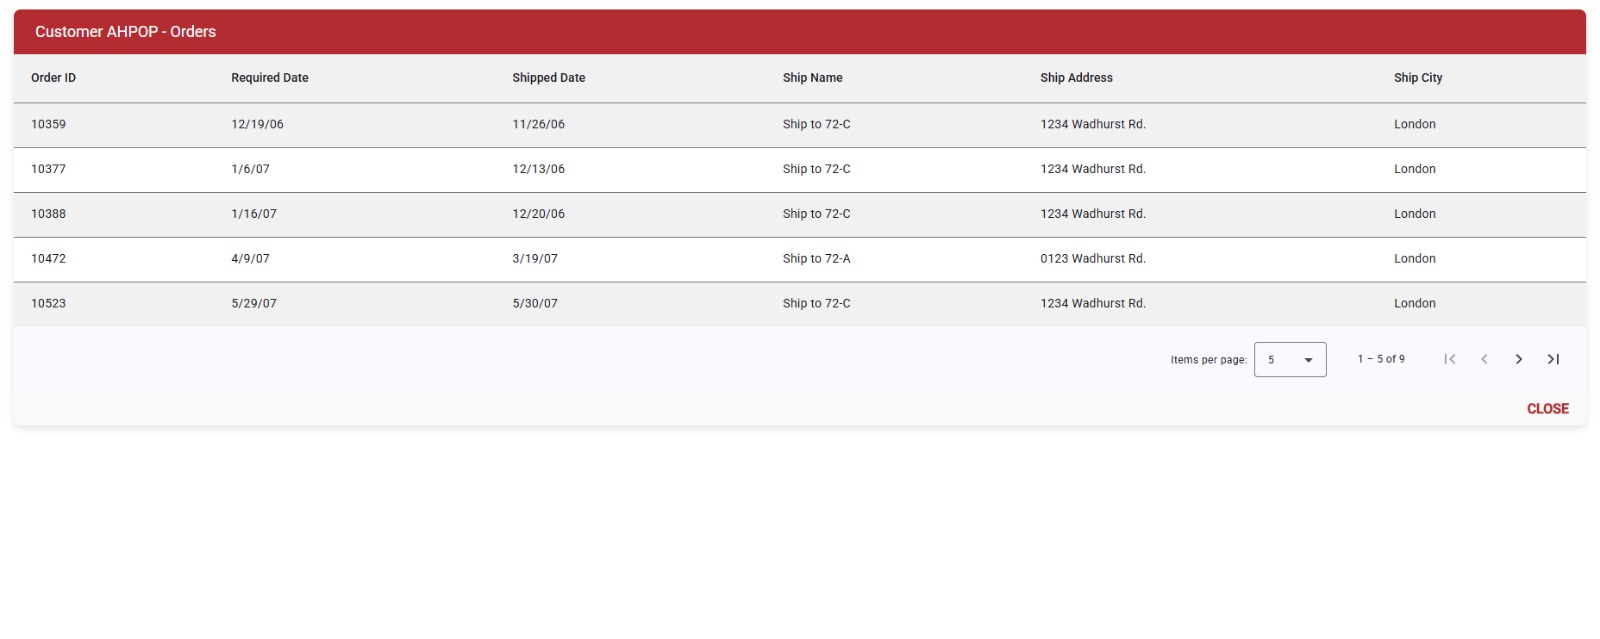 Customer AHPOP - Orders
Order ID Required Date Shipped Date Ship Name Ship Address Ship City
10359 12/19/06 11/26/06 Ship to 72-C 1234 Wadhurst Rd. London
10377 1/6/07 12/13/06 Ship to 72-C 1234 Wadhurst Rd. London
10388 1/16/07 12/20/06 Ship to 72-C 1234 Wadhurst Rd. London
10472 4/9/07 3/19/07 Ship to 72-A 0123 Wadhurst Rd. London
10523 5/29/07 5/30/07 Ship to 72-C 1234 Wadhurst Rd. London
Items per page: 5 1 – 5 of 9
CLOSE